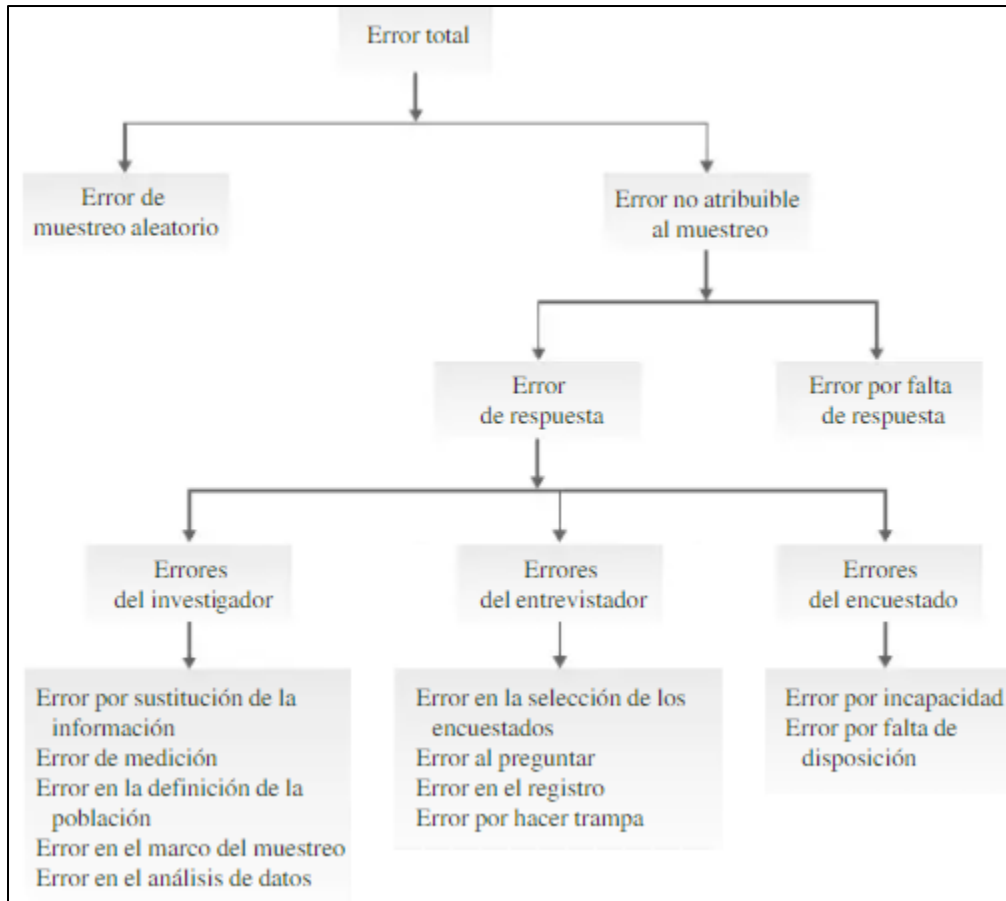 Error total
Error de
muestreo aleatorio
Error no atribuible
al muestreo
Error
de respuesta
Error por falta
de respuesta
Errores
del investigador
Errores
del entrevistador
Errores
del encuestado
Error por sustitución de la
información
Error de medición
Error en la definición de la
población
Error en el marco del muestreo
Error en el análisis de datos
Error en la selección de los
encuestados
Error al preguntar
Error en el registro
Error por hacer trampa
Error por incapacidad
Error por falta de
disposición